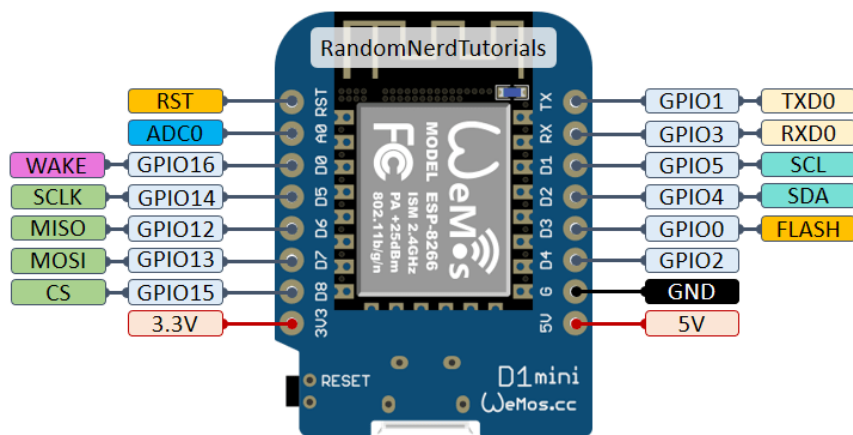 RandomNerdTutorials
RST RST TX GPIO1 TXD0
ADC0 A0 RX GPIO3 RXD0
WAKE GPIO16 D0 D1 GPIO5 SCL
SCLK GPIO14 D5 D2 GPIO4 SDA
MISO GPIO12 D6 D3 GPIO0 FLASH
MOSI GPIO13 D7 D4 GPIO2
CS GPIO15 D8 G GND
3.3V 3V3 5V 5V
WeMos
MODEL ESP-8266
ISM 2.4GHz
PA +25dBm
802.11b/g/n
FC
RESET
D1mini
WeMos.cc